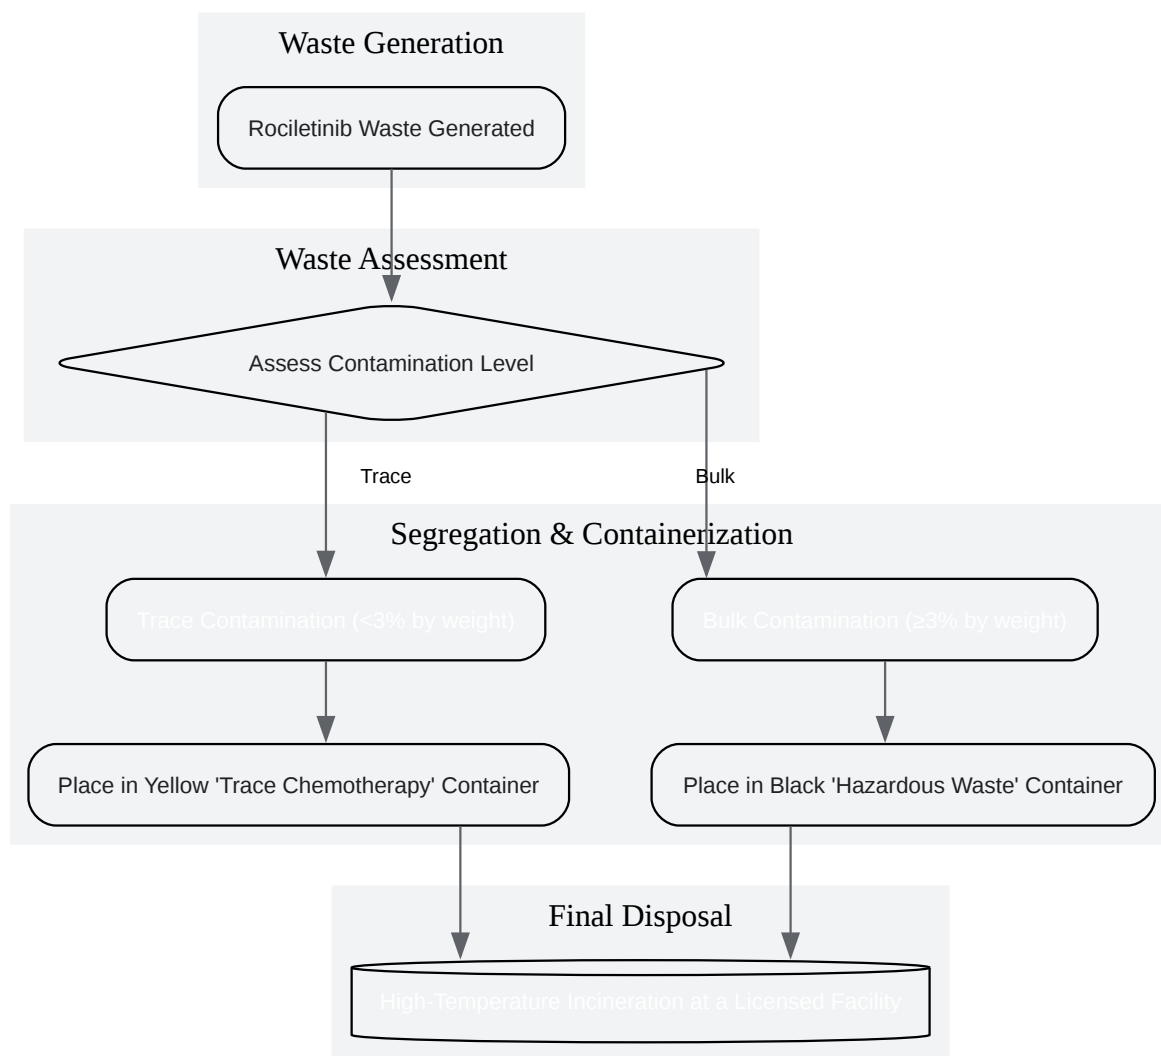 Waste Generation
Rociletinib Waste Generated
Waste Assessment
Assess Contamination Level
Trace
Bulk
Segregation & Containerization
Trace Contamination (<3% by weight)
Bulk Contamination (≥3% by weight)
Place in Yellow 'Trace Chemotherapy' Container
Place in Black 'Hazardous Waste' Container
Final Disposal
High-Temperature Incineration at a Licensed Facility